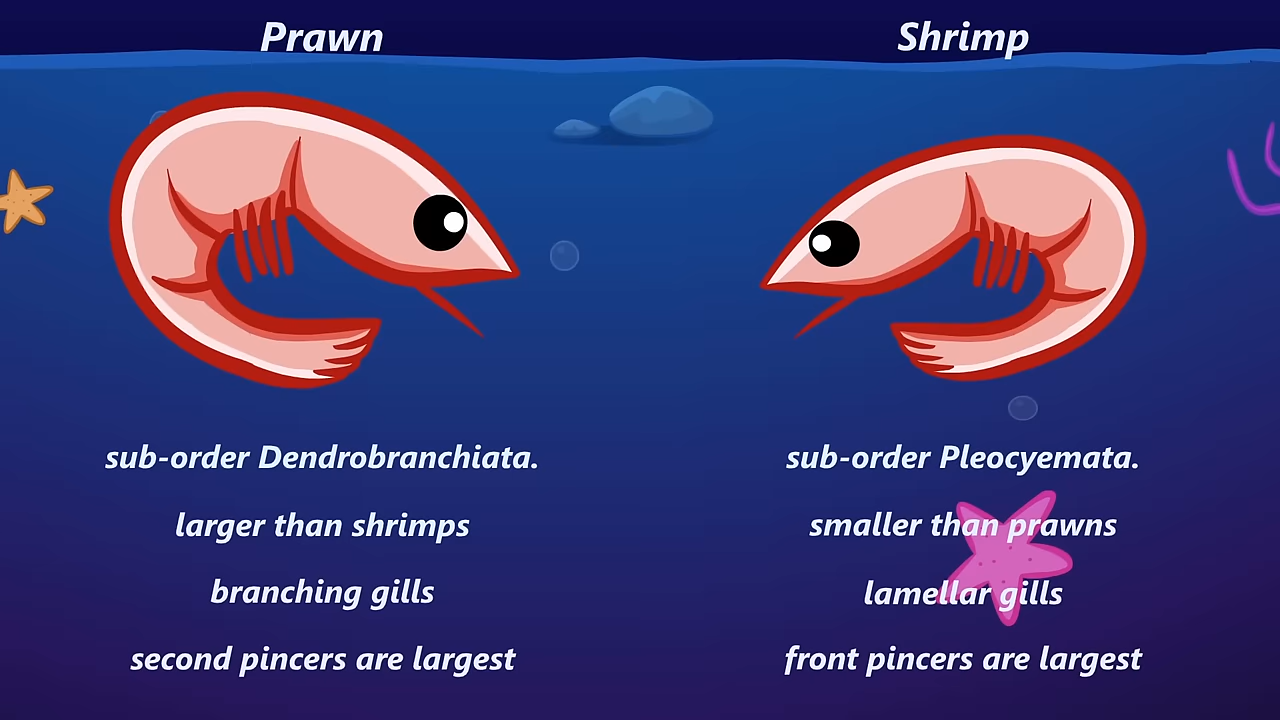 Prawn
Shrimp
sub-order Dendrobranchiata.
sub-order Pleocyemata.
larger than shrimps
smaller than prawns
branching gills
lamellar gills
second pincers are largest
front pincers are largest